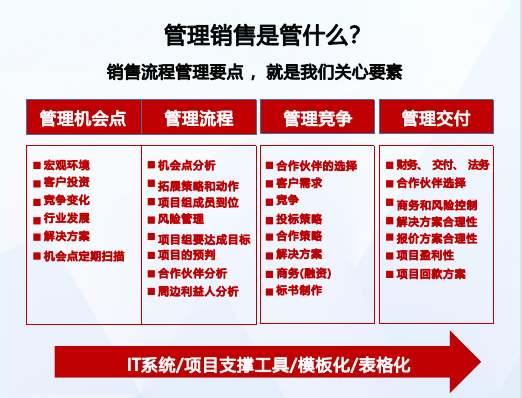 管理销售是管什么?
销售流程管理要点 ，就是我们关心要素
管理机会点
宏观环境
客户投资
竞争变化
行业发展
解决方案
机会点定期扫描
管理流程
机会点分析
拓展策略和动作
项目组成员到位
风险管理
项目组要达成目标
项目的预判
合作伙伴分析
周边利益人分析
管理竞争
合作伙伴的选择
客户需求
竞争
投标策略
合作策略
解决方案
商务(融资)
标书制作
管理交付
财务、 交付、 法务
合作伙伴选择
商务和风险控制
解决方案合理性
报价方案合理性
项目盈利性
项目回款方案
IT系统/项目支撑工具/模板化/表格化